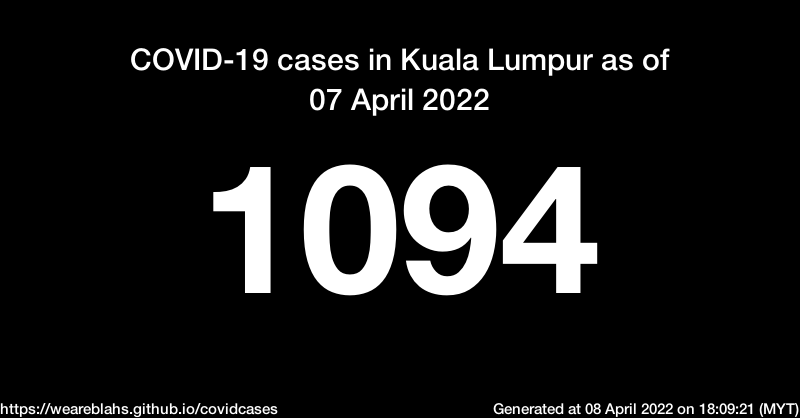 COVID-19 cases in Kuala Lumpur as of
07 April 2022
1094
https://weareblahs.github.io/covidcases
Generated at 08 April 2022 on 18:09:21 (MYT)